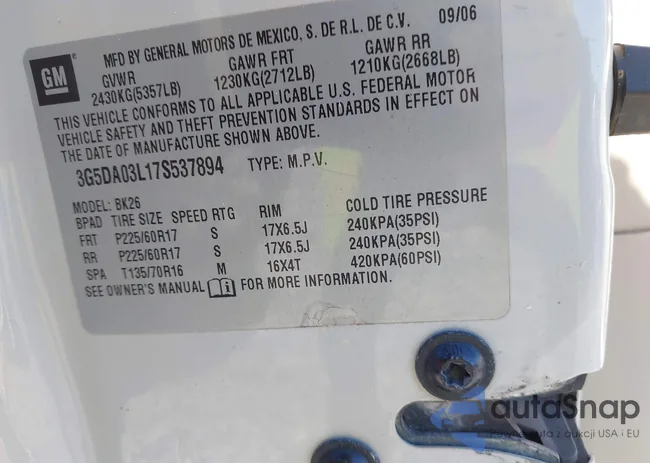 MFD BY GENERAL MOTORS DE MEXICO, S. DE R.L. DE C.V. 09/06
GM
GVWR GAWR FRT GAWR RR
2430KG(5357LB) 1230KG(2712LB) 1210KG(2668LB)
THIS VEHICLE CONFORMS TO ALL APPLICABLE U.S. FEDERAL MOTOR
VEHICLE SAFETY AND THEFT PREVENTION STANDARDS IN EFFECT ON
THE DATE OF MANUFACTURE SHOWN ABOVE.
3G5DA03L17S537894 TYPE: M.P.V.
MODEL: BK26
BPAD TIRE SIZE SPEED RTG RIM COLD TIRE PRESSURE
FRT P225/60R17 S 17X6.5J 240KPA(35PSI)
RR P225/60R17 S 17X6.5J 240KPA(35PSI)
SPA T135/70R16 M 16X4T 420KPA(60PSI)
SEE OWNER'S MANUAL FOR MORE INFORMATION.
autoSnap
auta z aukcji USA i EU